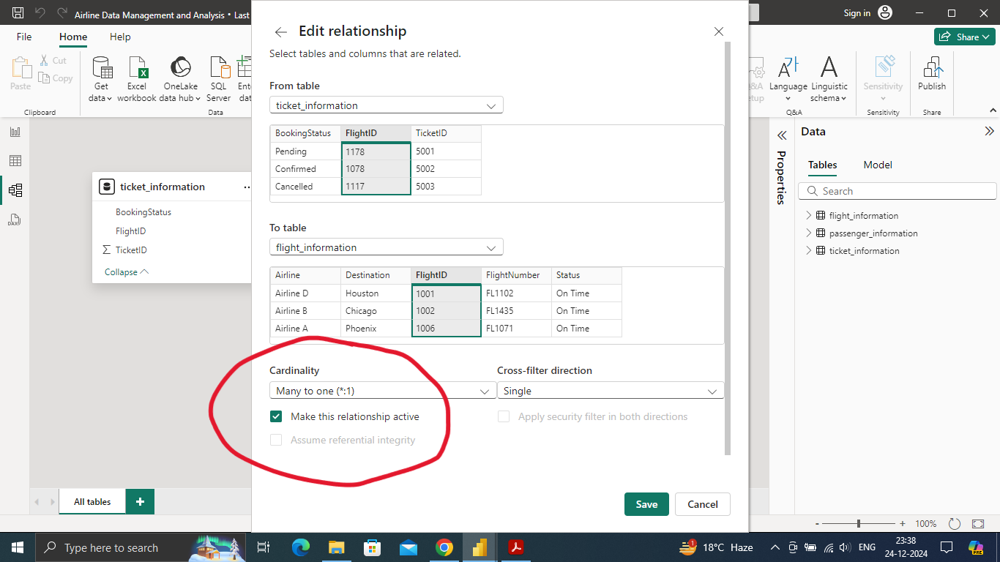 Airline Data Management and Analysis • Last
Sign in
File
Home
Help
Share
Paste
Cut
Copy
Get data
Excel workbook
OneLake data hub
SQL Server
Language
Linguistic schema
Sensitivity
Publish
Clipboard
Data
Q&A
Sensitivity
Share
ticket_information
BookingStatus
FlightID
TicketID
Collapse
Edit relationship
Select tables and columns that are related.
From table
ticket_information
BookingStatus FlightID TicketID
Pending 1178 5001
Confirmed 1078 5002
Cancelled 1117 5003
To table
flight_information
Airline Destination FlightID FlightNumber Status
Airline D Houston 1001 FL1102 On Time
Airline B Chicago 1002 FL1435 On Time
Airline A Phoenix 1006 FL1071 On Time
Cardinality
Many to one (*:1)
Make this relationship active
Assume referential integrity
Cross-filter direction
Single
Apply security filter in both directions
Save Cancel
Properties
Data
Tables Model
Search
flight_information
passenger_information
ticket_information
All tables
- + 100%
Type here to search
1
18°C Haze
ENG
23:38
24-12-2024
PRE